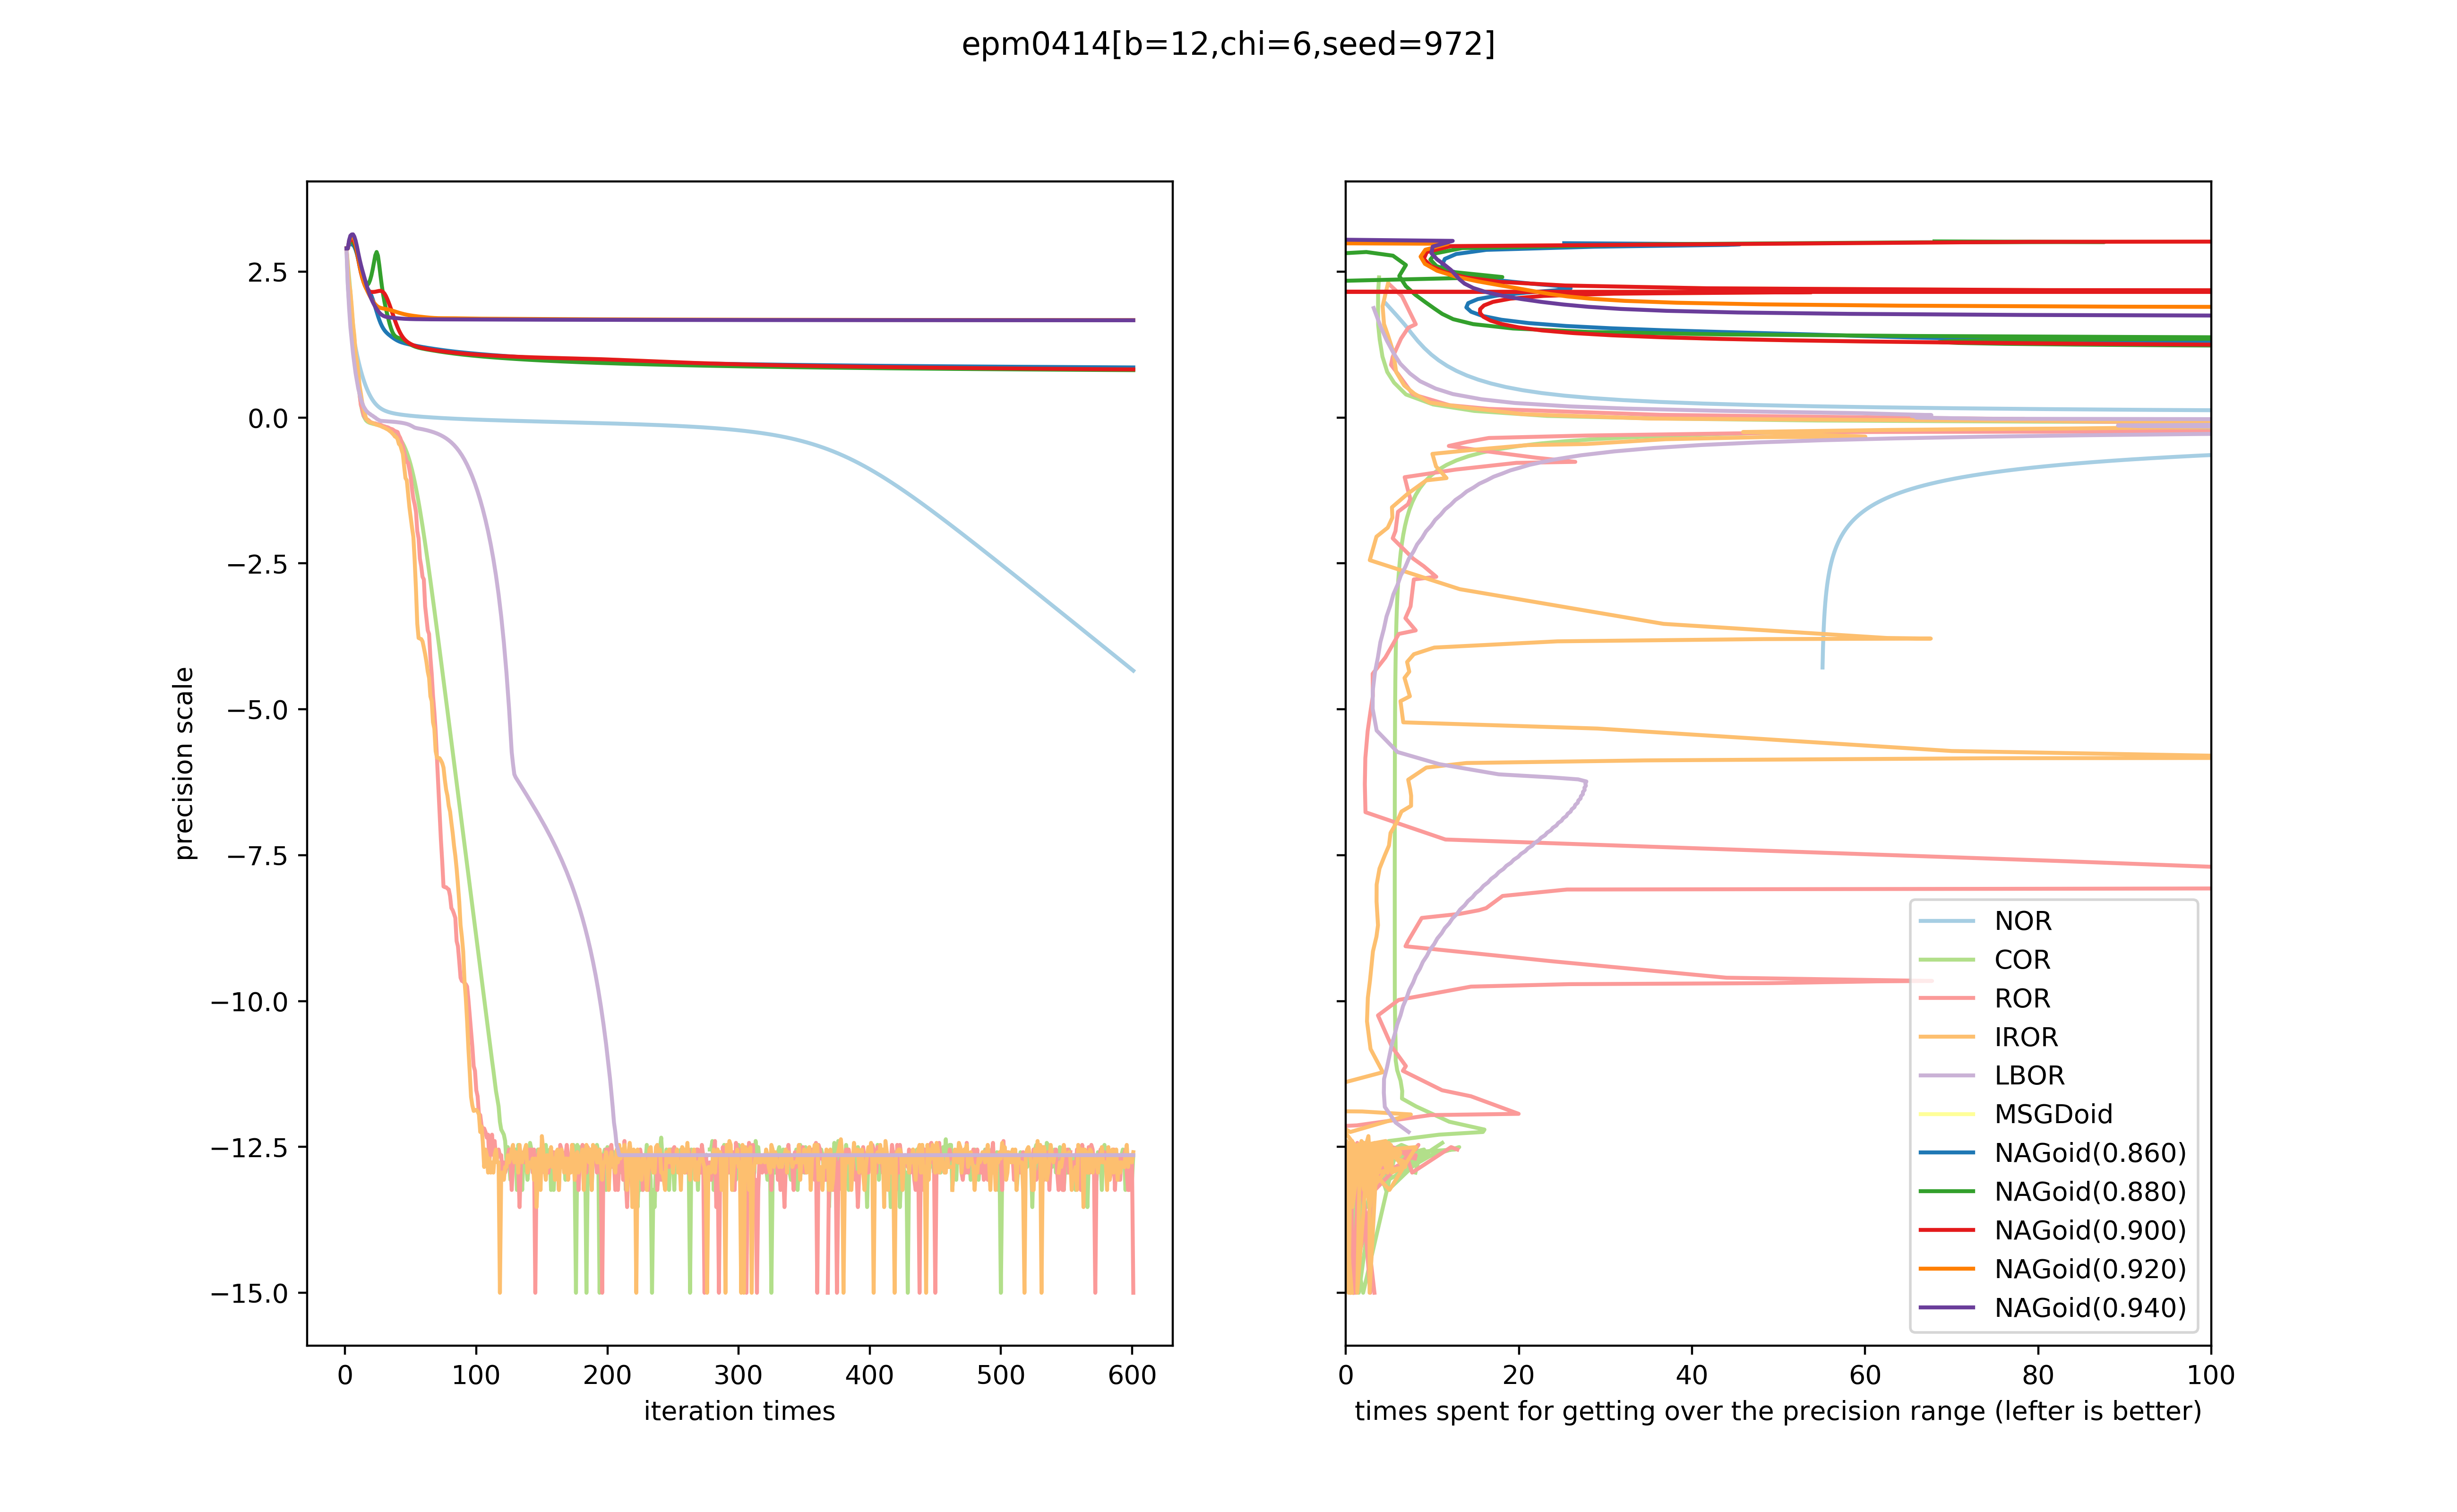 epm0414[b=12,chi=6,seed=972]
precision scale
2.5
0.0
−2.5
−5.0
−7.5
−10.0
−12.5
−15.0
0 100 200 300 400 500 600
iteration times
0 20 40 60 80 100
times spent for getting over the precision range (lefter is better)
NOR
COR
ROR
IROR
LBOR
MSGDoid
NAGoid(0.860)
NAGoid(0.880)
NAGoid(0.900)
NAGoid(0.920)
NAGoid(0.940)